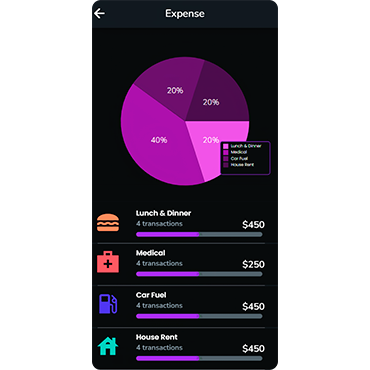 Expense
20%
20%
40%
20%
Lunch & Dinner
Medical
Car Fuel
House Rent
Lunch & Dinner
4 transactions
$450
Medical
4 transactions
$250
Car Fuel
4 transactions
$450
House Rent
4 transactions
$450